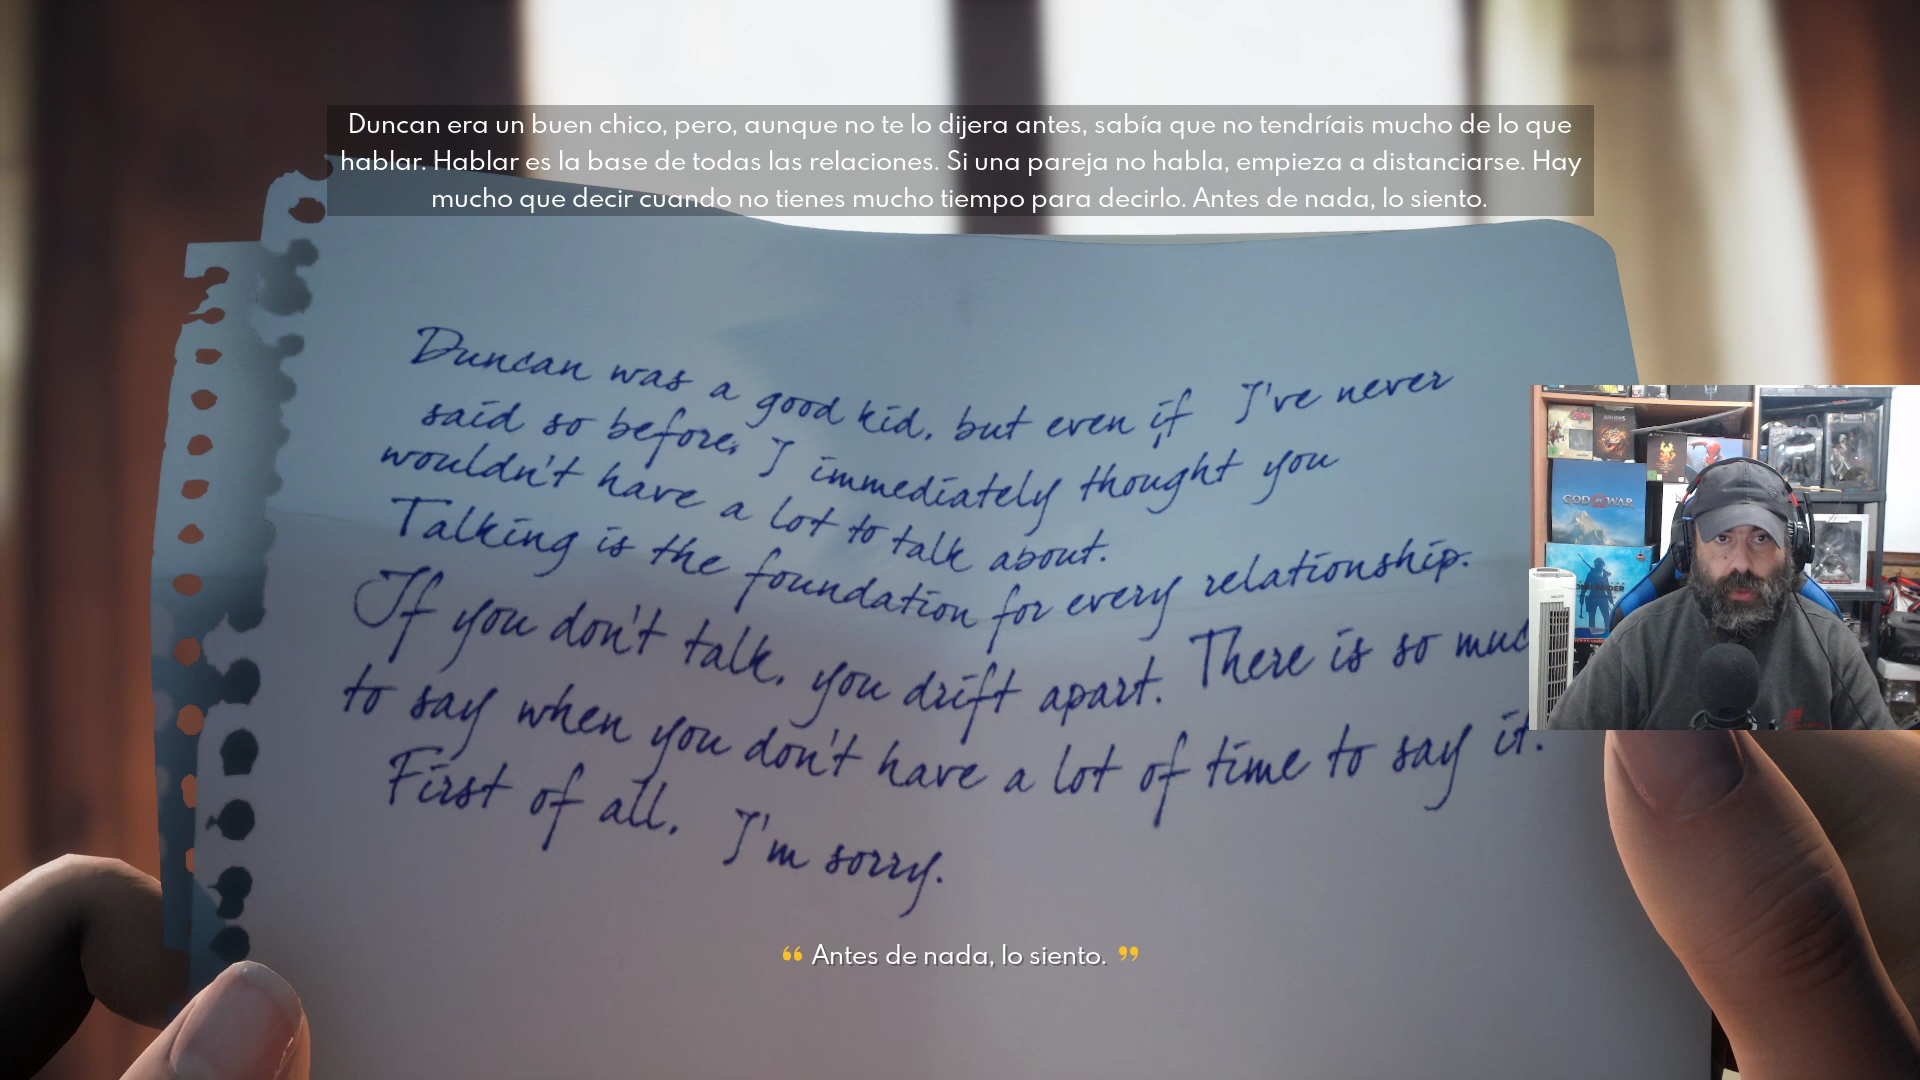 Duncan era un buen chico, pero, aunque no te lo dijera antes, sabía que no tendríais mucho de lo que
hablar. Hablar es la base de todas las relaciones. Si una pareja no habla, empieza a distanciarse. Hay
mucho que decir cuando no tienes mucho tiempo para decirlo. Antes de nada, lo siento.
Duncan was a good kid, but even if I've never
said so before, I immediately thought you
wouldn't have a lot to talk about.
Talking is the foundation for every relationship.
If you don't talk, you drift apart. There is so
to say when you don't have a lot of time to say it.
First of all, I'm sorry.
GOD OF WAR
“ Antes de nada, lo siento. ”